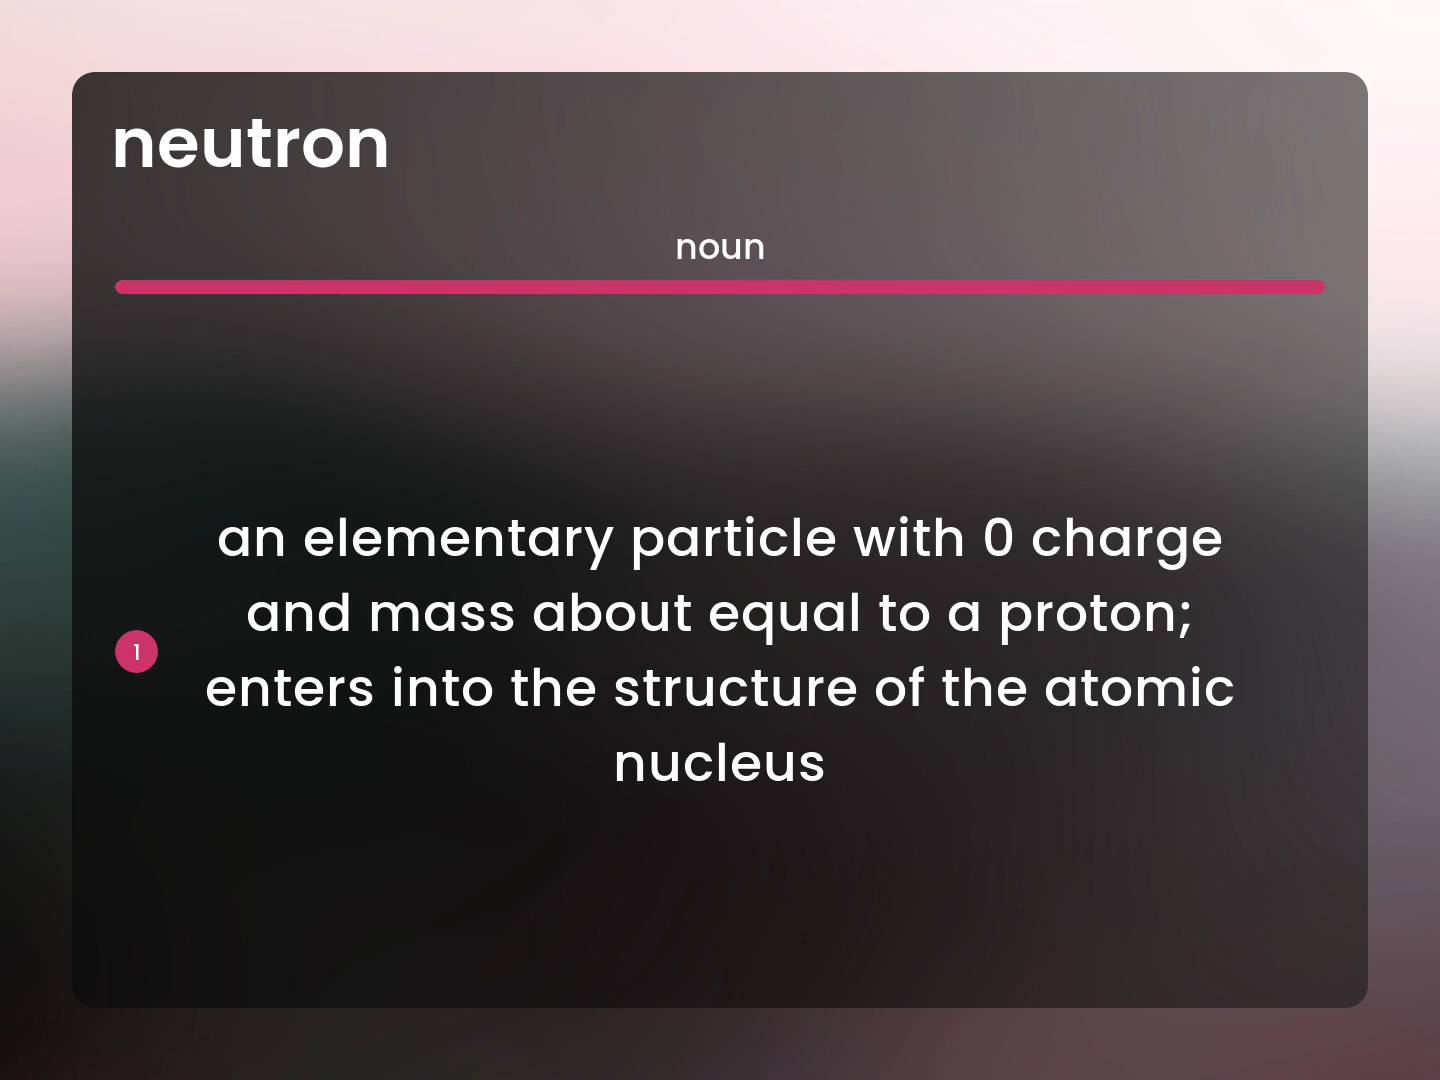 neutron
noun
an elementary particle with 0 charge
and mass about equal to a proton;
1
enters into the structure of the atomic
nucleus